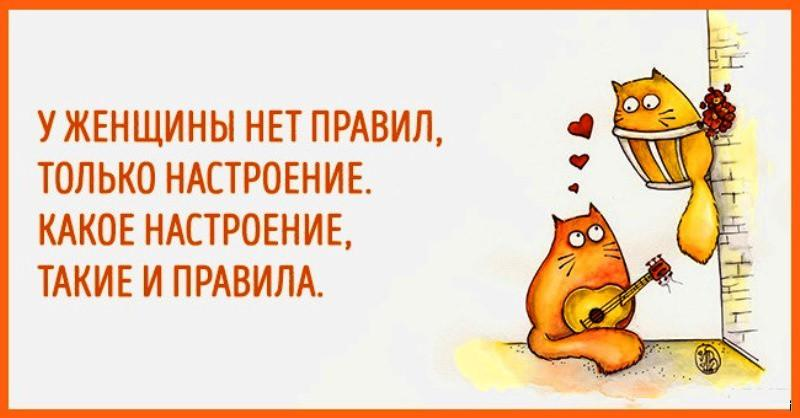 У ЖЕНЩИНЫ НЕТ ПРАВИЛ,
ТОЛЬКО НАСТРОЕНИЕ.
КАКОЕ НАСТРОЕНИЕ,
ТАКИЕ И ПРАВИЛА.